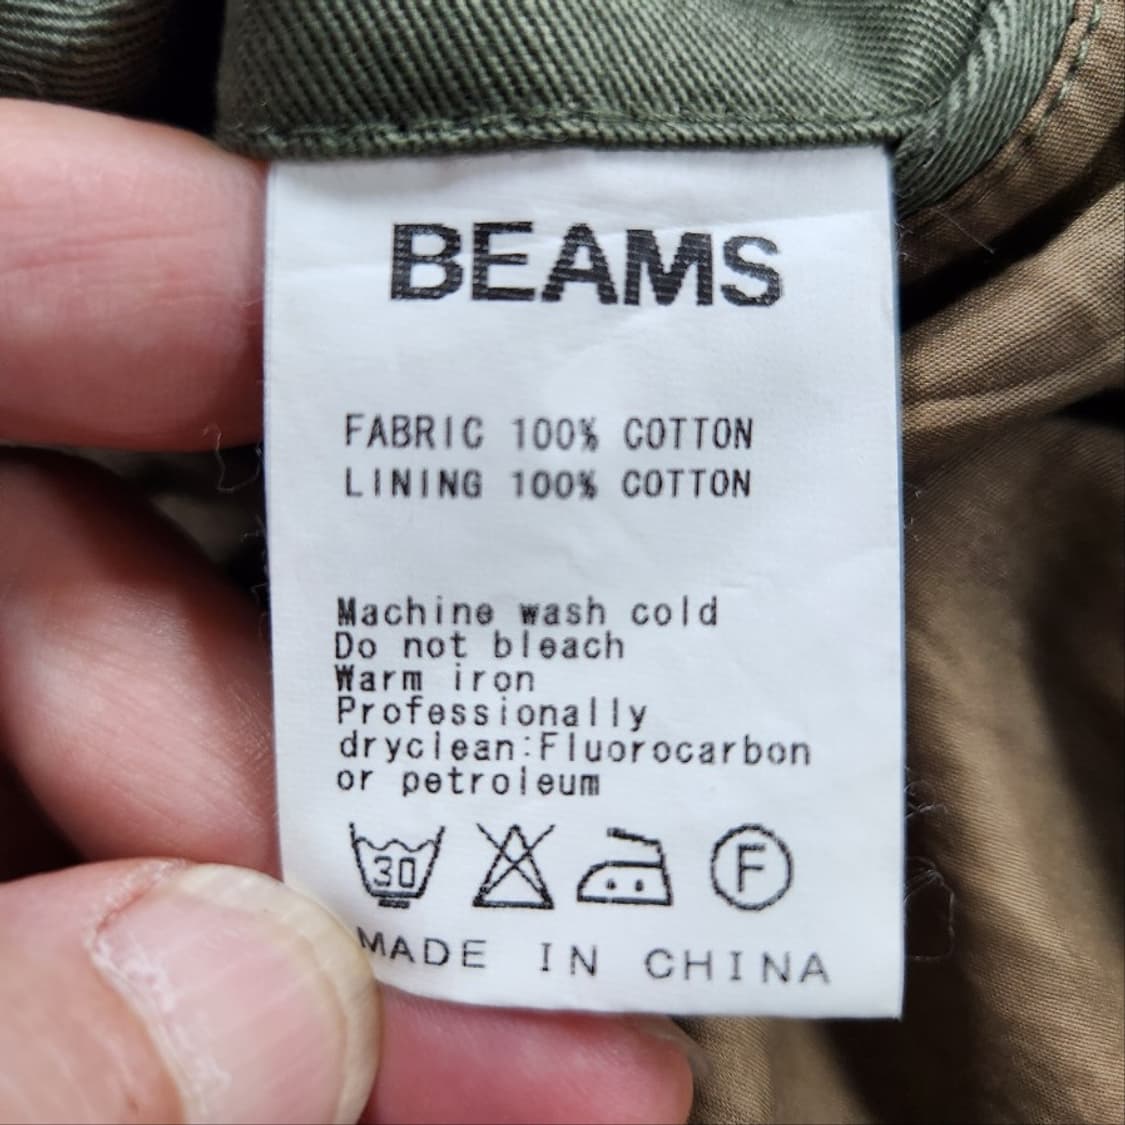 BEAMS
FABRIC 100% COTTON
LINING 100% COTTON
Machine wash cold
Do not bleach
Warm iron
Professionally
dryclean:Fluorocarbon
or petroleum
30 F
MADE IN CHINA